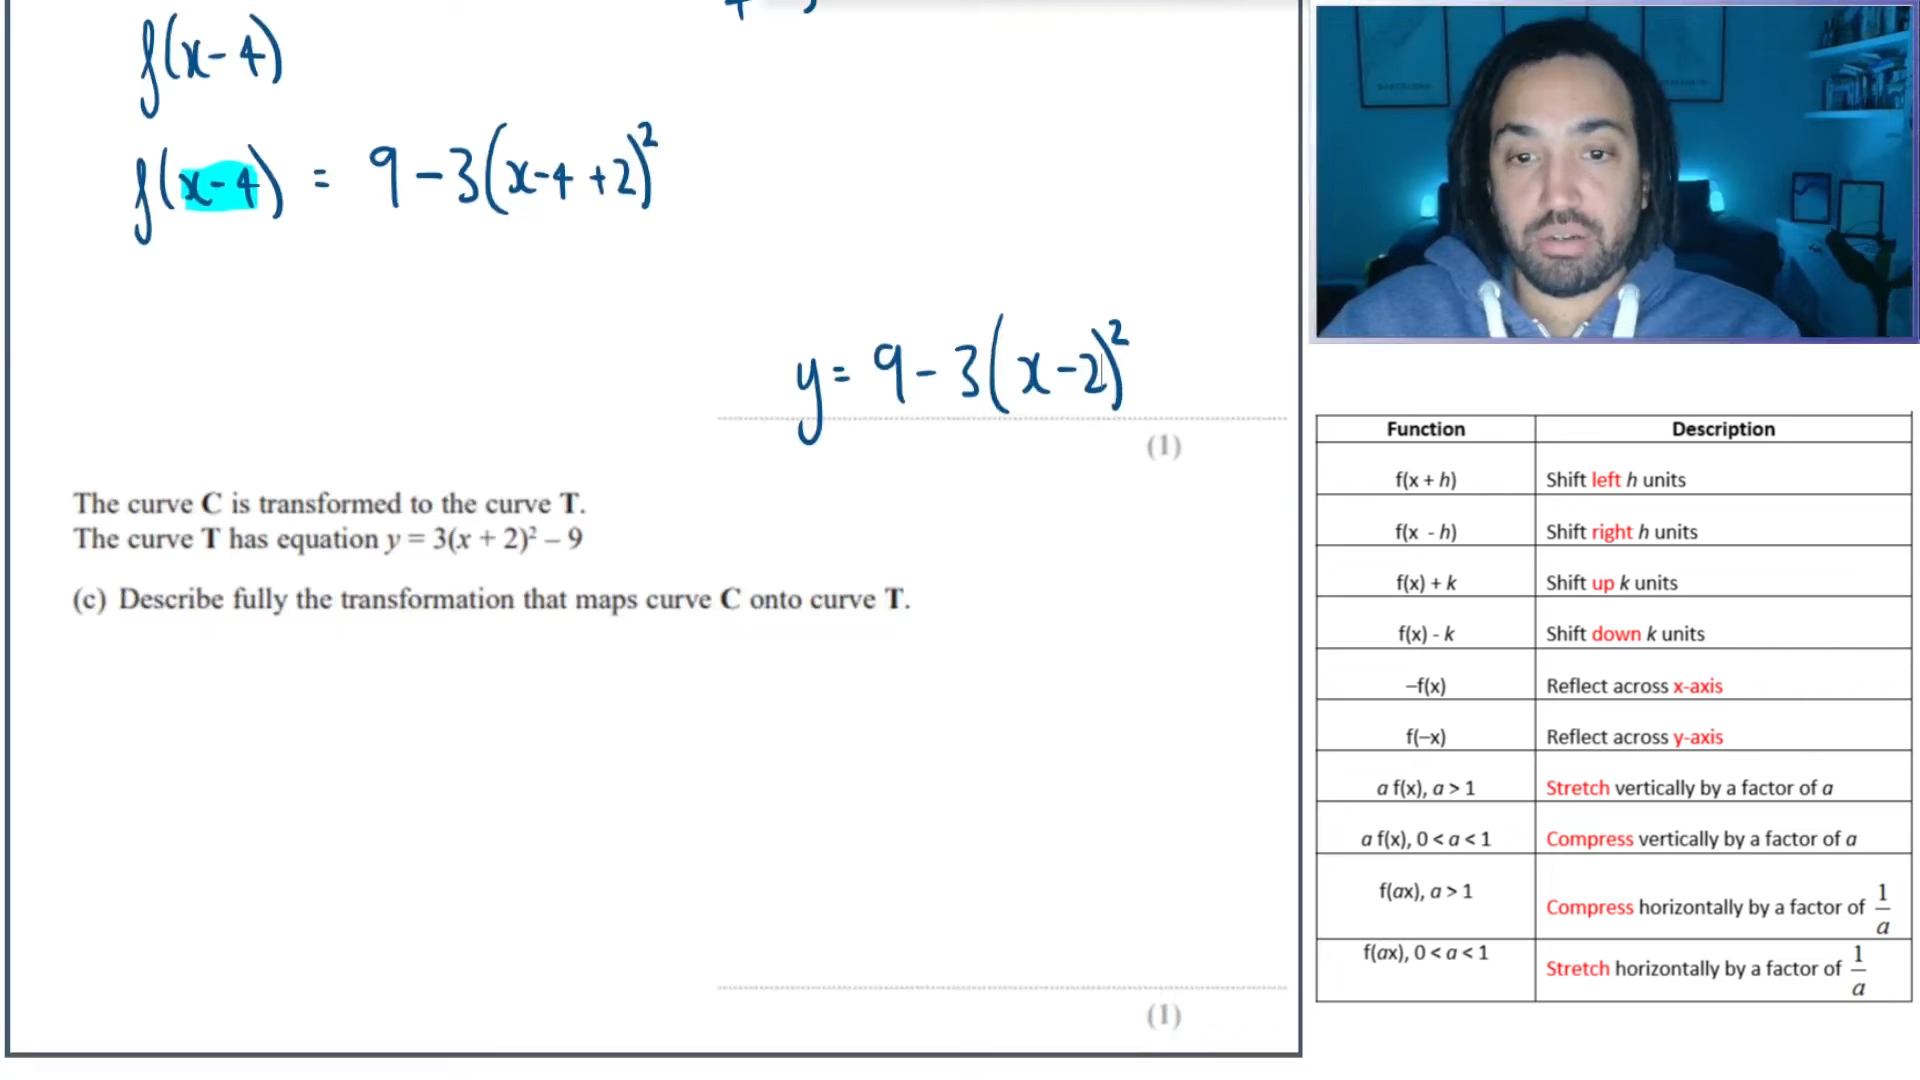 f(x-4)
f(x-4) = 9-3(x-4+2)²
y= 9-3(x-2)²
(1)
The curve C is transformed to the curve T.
The curve T has equation y = 3(x + 2)² – 9
(c) Describe fully the transformation that maps curve C onto curve T.
(1)
Function Description
f(x + h) Shift left h units
f(x - h) Shift right h units
f(x) + k Shift up k units
f(x) - k Shift down k units
–f(x) Reflect across x-axis
f(–x) Reflect across y-axis
a f(x), a > 1 Stretch vertically by a factor of a
a f(x), 0 < a < 1 Compress vertically by a factor of a
f(ax), a > 1 Compress horizontally by a factor of 1/a
f(ax), 0 < a < 1 Stretch horizontally by a factor of 1/a